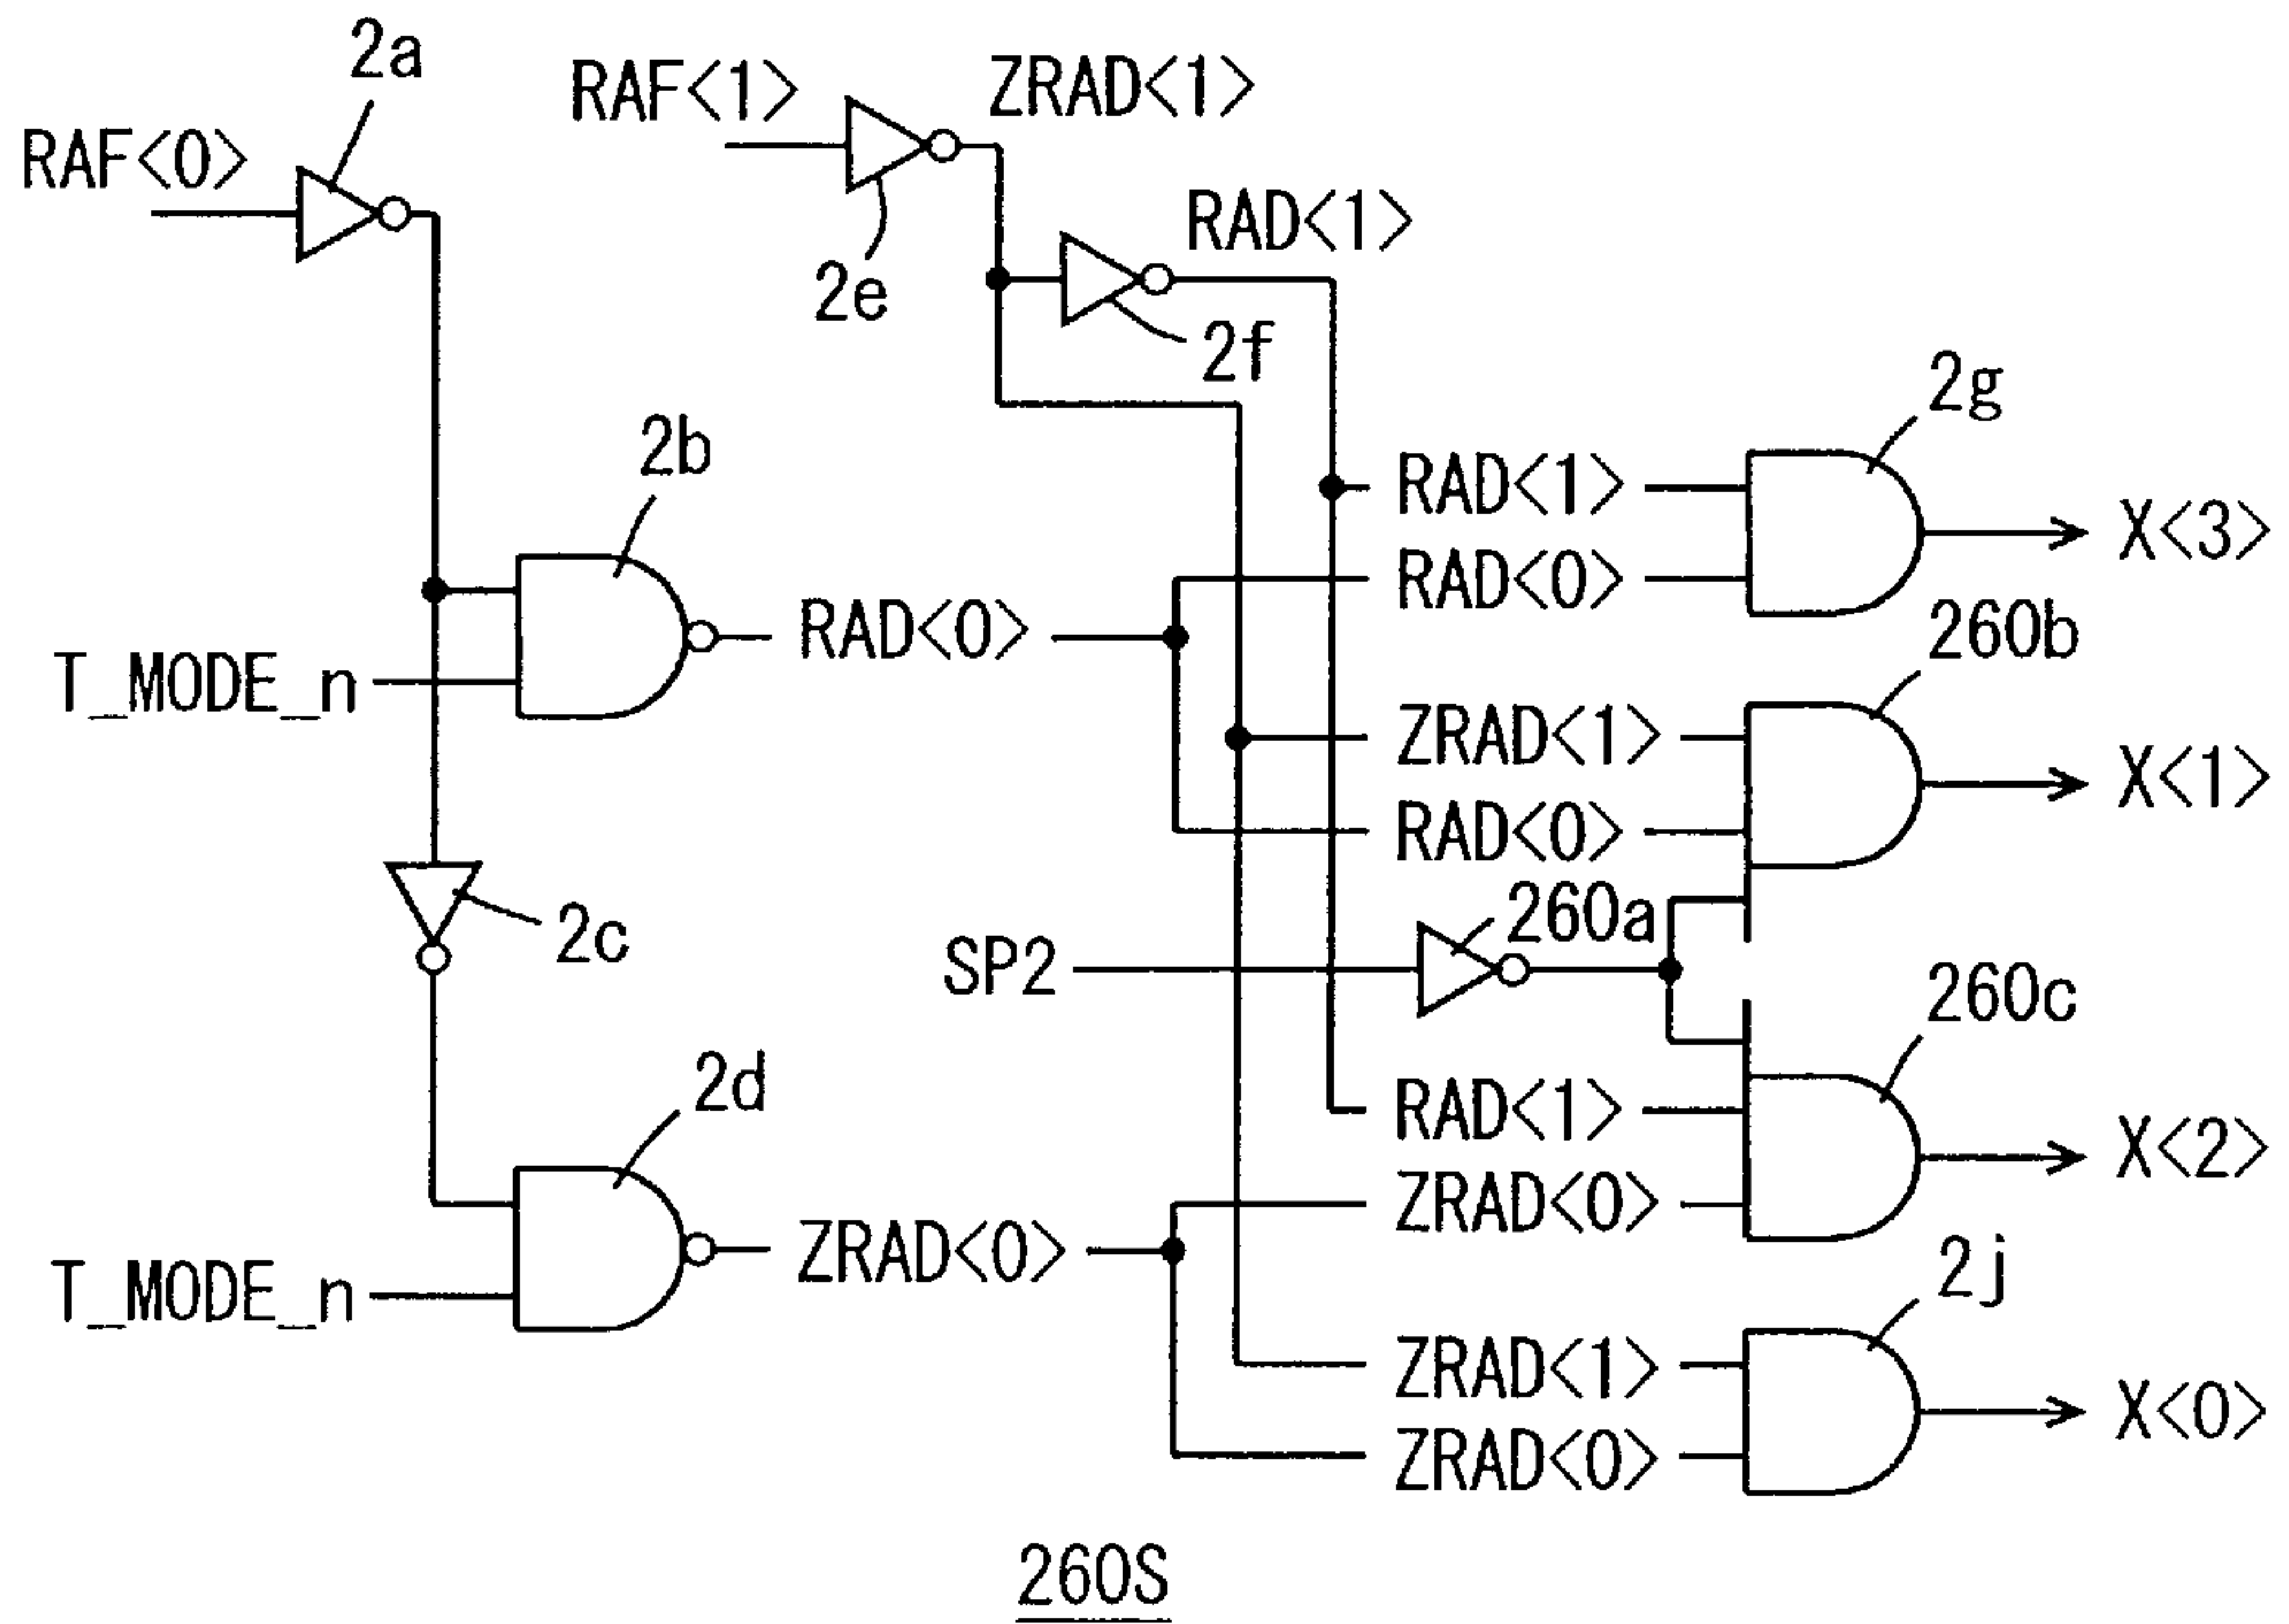 2a
RAF<1>
ZRAD<1>
RAF<0>
RAD<1>
2e
2f
2g
2b
RAD<1>
X<3>
RAD<0>
RAD<0>
260b
T_MODE_n
ZRAD<1>
X<1>
RAD<0>
260a
2c
SP2
260c
2d
RAD<1>
X<2>
ZRAD<0>
ZRAD<0>
2j
T_MODE_n
ZRAD<1>
X<0>
ZRAD<0>
260S